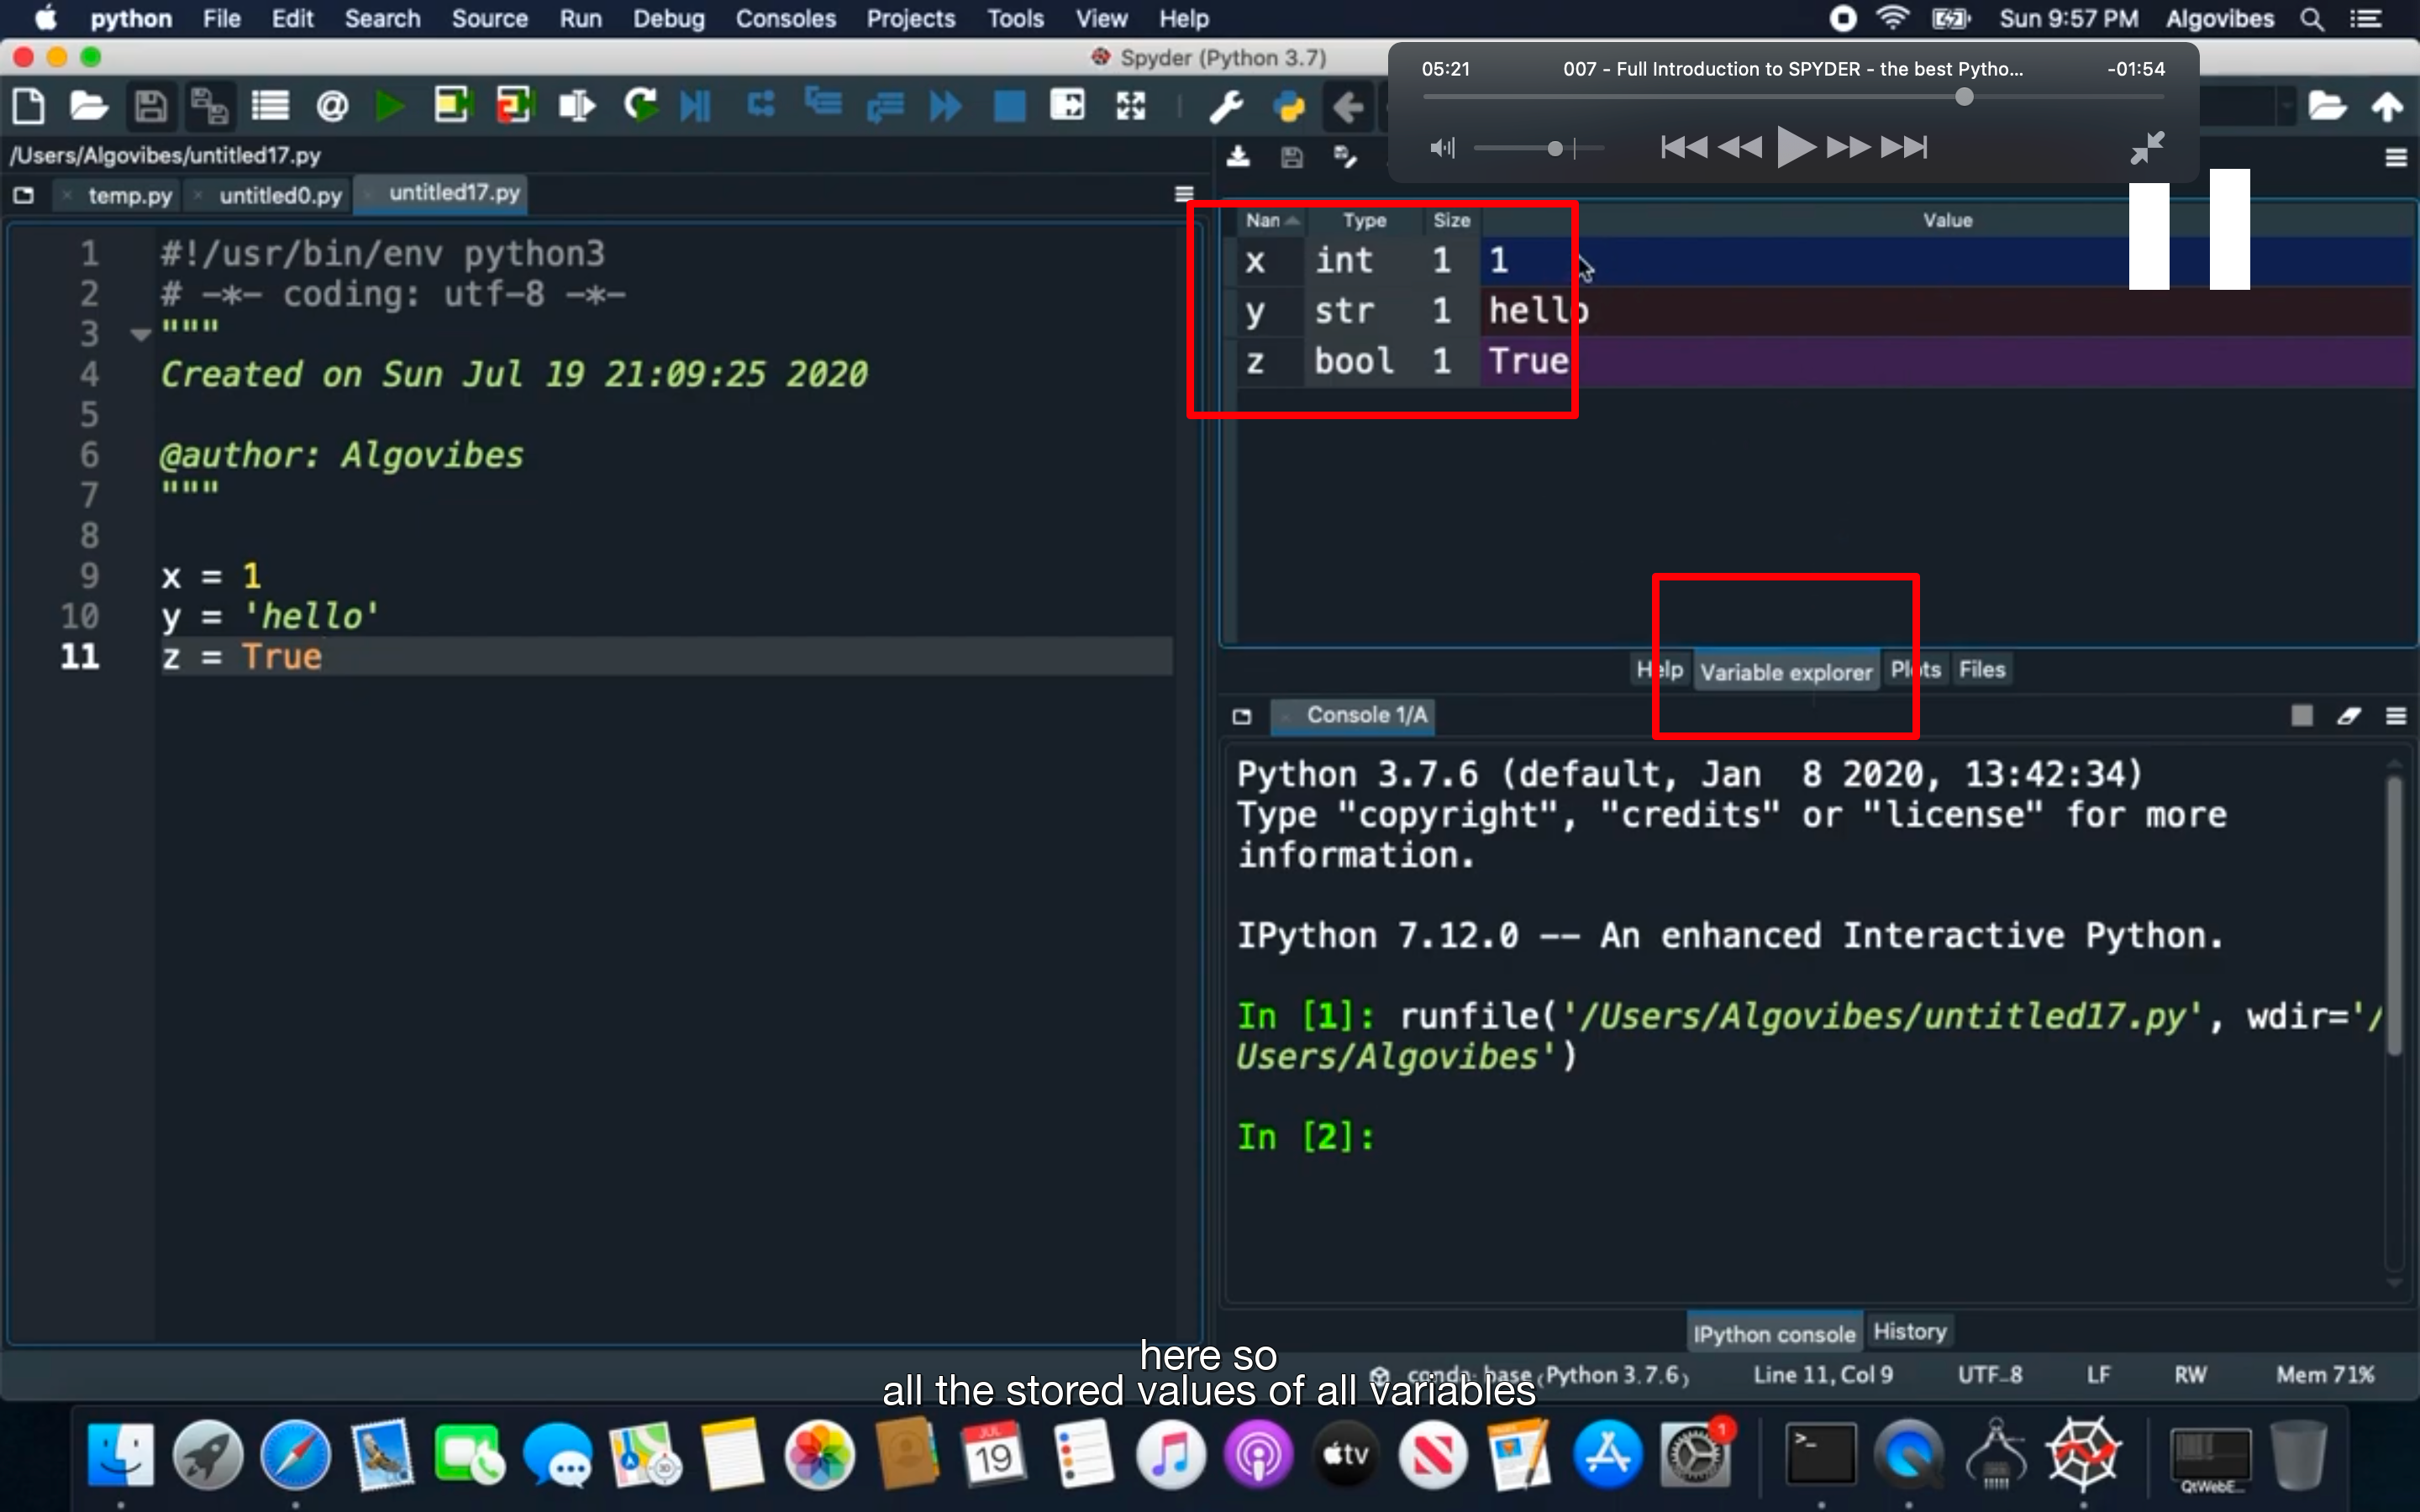 python File Edit Search Source Run Debug Consoles Projects Tools View Help Sun 9:57 PM Algovibes
Spyder (Python 3.7)
05:21 007 - Full Introduction to SPYDER - the best Pytho... -01:54
/Users/Algovibes/untitled17.py
temp.py untitled0.py untitled17.py
1 #!/usr/bin/env python3
2 # -*- coding: utf-8 -*-
3 """
4 Created on Sun Jul 19 21:09:25 2020
5
6 @author: Algovibes
7 """
8
9 x = 1
10 y = 'hello'
11 z = True
Nan Type Size Value
x int 1 1
y str 1 hello
z bool 1 True
Help Variable explorer Plots Files
Console 1/A
Python 3.7.6 (default, Jan 8 2020, 13:42:34)
Type "copyright", "credits" or "license" for more
information.
IPython 7.12.0 -- An enhanced Interactive Python.
In [1]: runfile('/Users/Algovibes/untitled17.py', wdir='/
Users/Algovibes')
In [2]:
IPython console History
here so
all the stored values of all variables
conda: base (Python 3.7.6) Line 11, Col 9 UTF-8 LF RW Mem 71%
JUL
19
tv
1
>_
QtWebE...